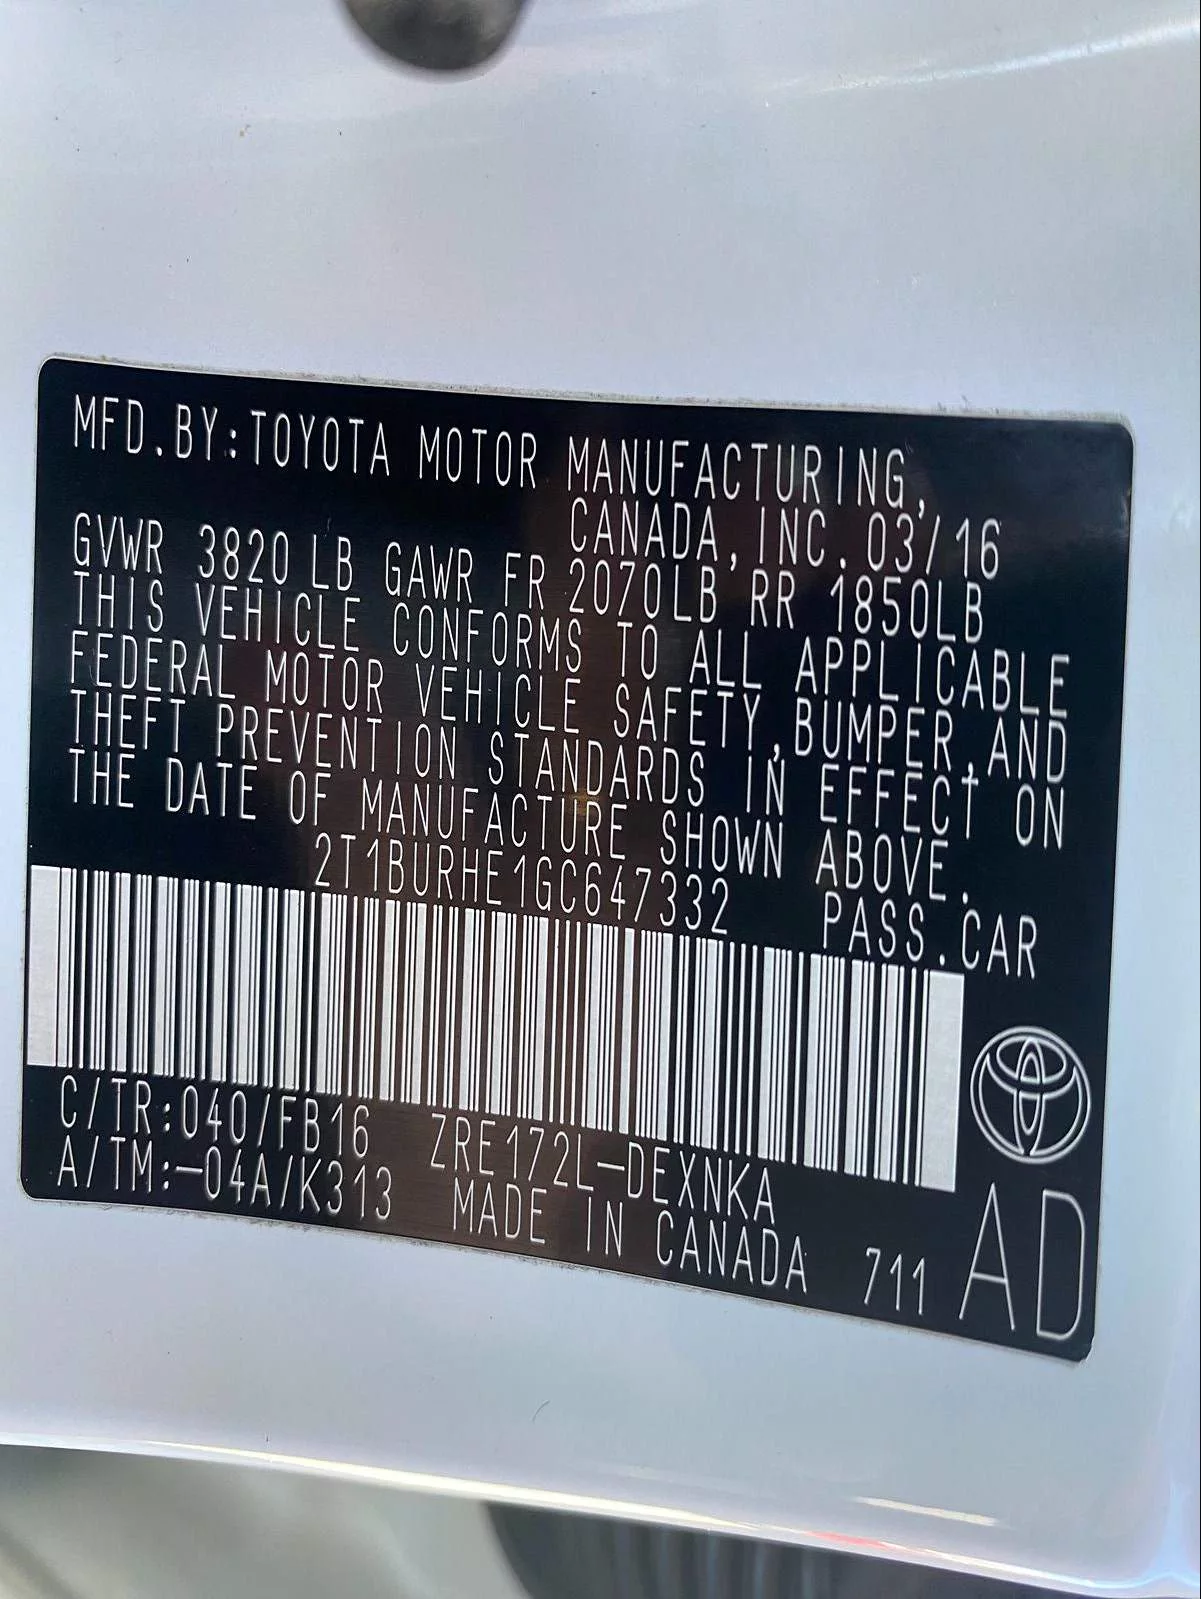 MFD.BY:TOYOTA MOTOR MANUFACTURING,
CANADA,INC.03/16
GVWR 3820LB GAWR FR 2070LB RR 1850LB
THIS VEHICLE CONFORMS TO ALL APPLICABLE
FEDERAL MOTOR VEHICLE SAFETY,BUMPER,AND
THEFT PREVENTION STANDARDS IN EFFECT ON
THE DATE OF MANUFACTURE SHOWN ABOVE.
2T1BURHE1GC647332 PASS.CAR
C/TR:040/FB16 ZRE172L-DEXNKA
A/TM:-04A/K313 MADE IN CANADA 711 AD